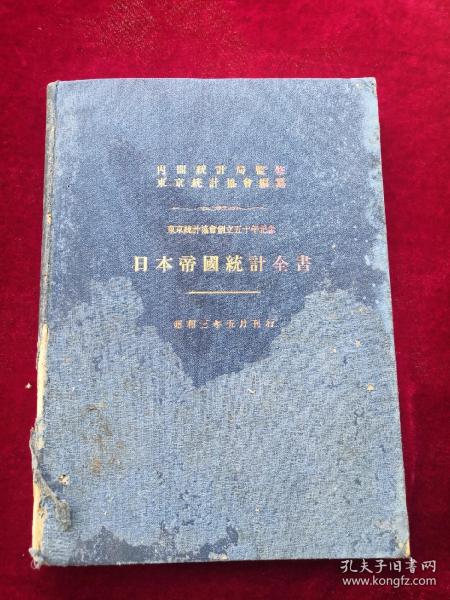 內閣統計局監修
東京統計協會編纂
東京統計協會創立五十年記念
日本帝國統計全書
昭和三年五月刊行
孔夫子旧书网
www.kongfz.com